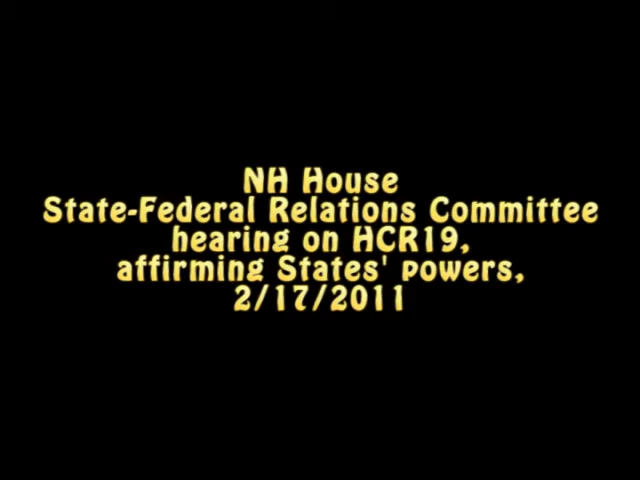 NH House
State-Federal Relations Committee
hearing on HCR19,
affirming States' powers,
2/17/2011